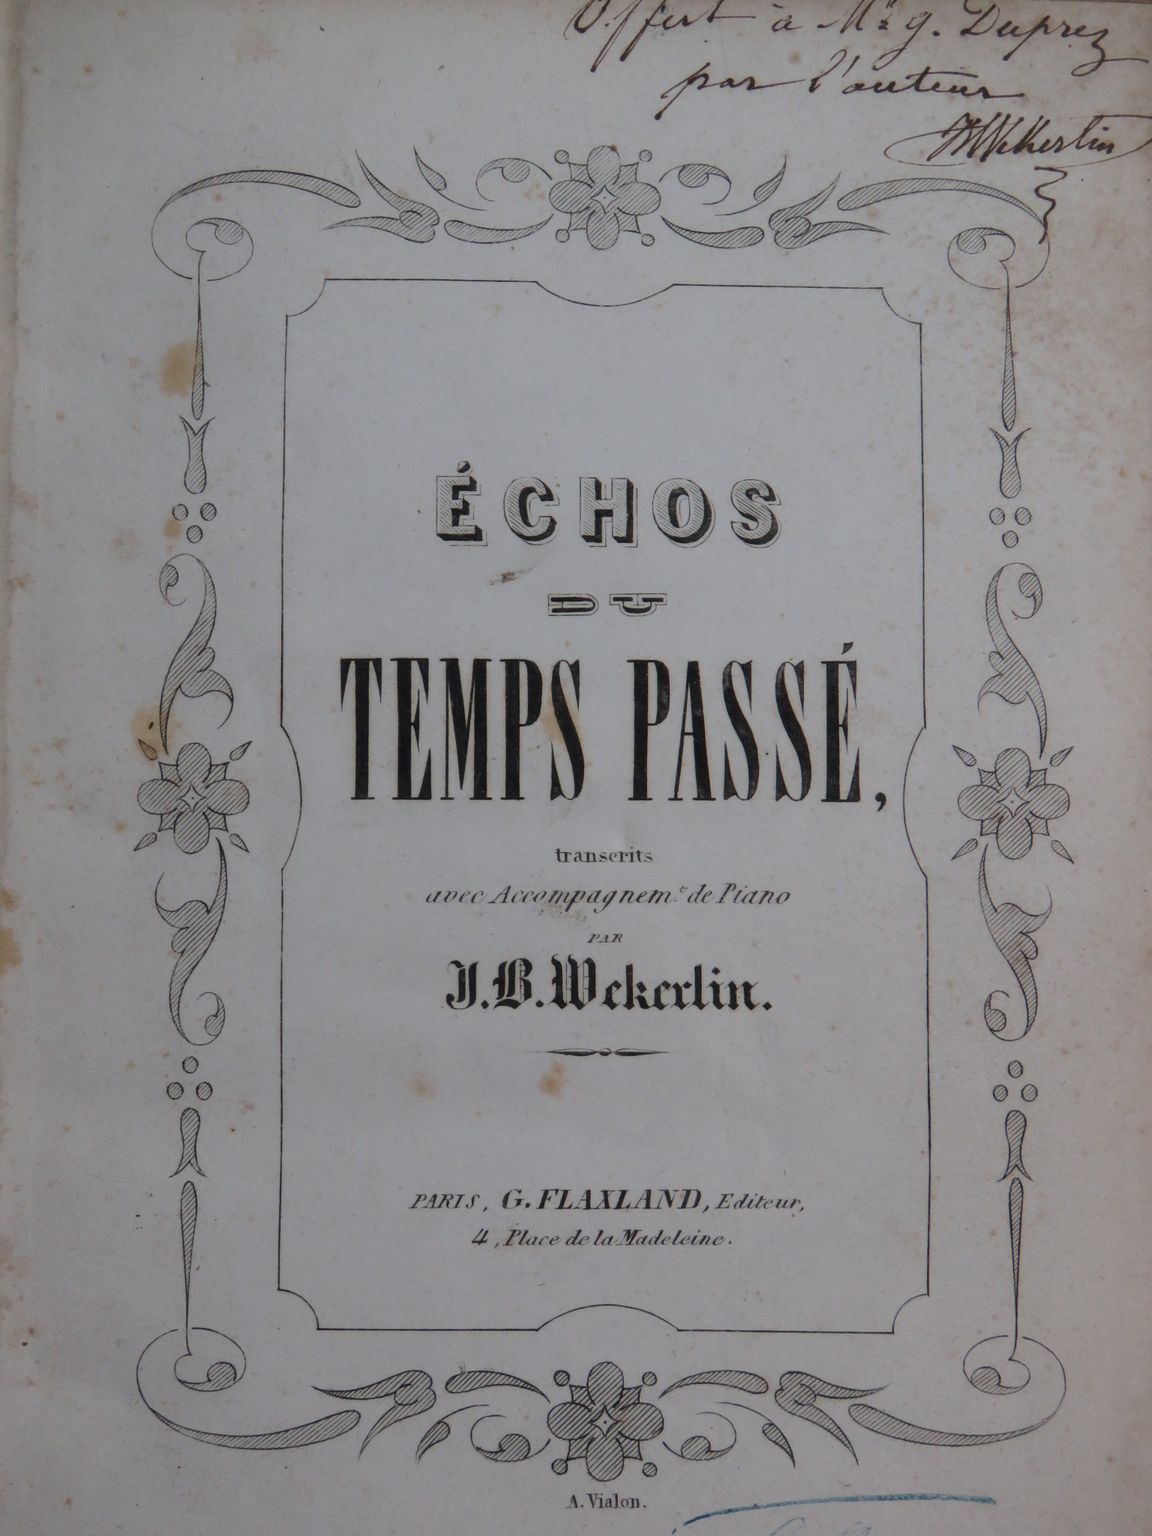 Offert à Mr g. Duprez
par l'auteur
JBWekerlin
ÉCHOS
DU
TEMPS PASSÉ,
transcrits
avec Accompagnem.t de Piano
PAR
J.B. Wekerlin.
PARIS, G. FLAXLAND, Editeur,
4, Place de la Madeleine.
A. Vialon.